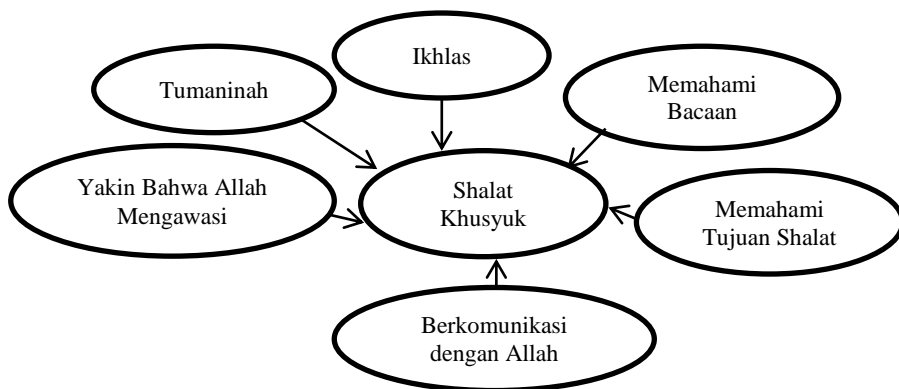 Ikhlas
Tumaninah
Memahami
Bacaan
Yakin Bahwa Allah
Mengawasi
Shalat
Khusyuk
Memahami
Tujuan Shalat
Berkomunikasi
dengan Allah